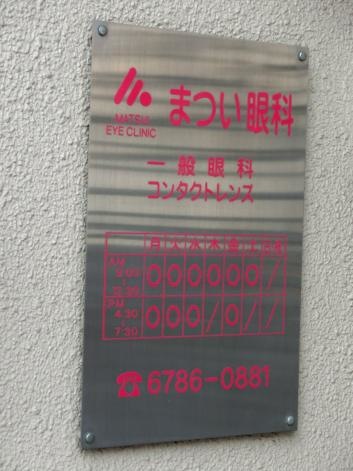 まつい眼科
MATSUI
EYE CLINIC
一般眼科
コンタクトレンズ
月火水木金土日祝
AM 9:00 〜 12:30 OOOOOO/
PM 4:30 〜 7:30 OOO/O//
☎6786-0881